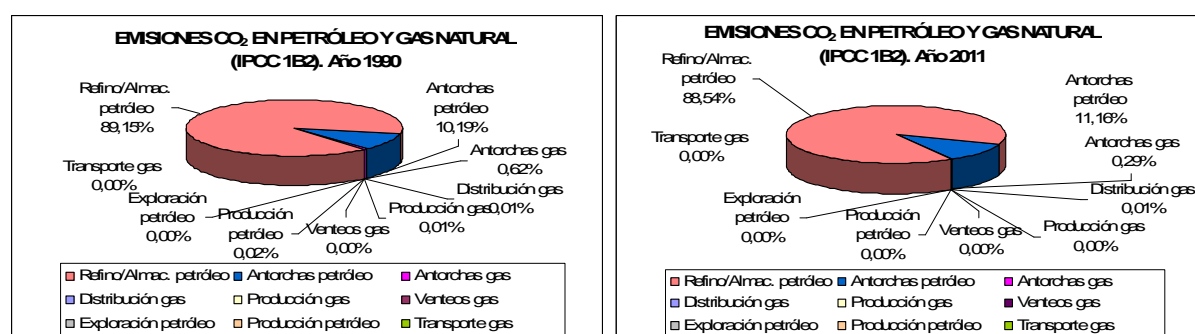 EMISIONES CO₂ EN PETRÓLEO Y GAS NATURAL
(IPCC 1B2). Año 1990
Refino/Almac.
petróleo
89,15%
Antorchas
petróleo
10,19%
Antorchas gas
0,62%
Distribución gas
0,01%
Producción gas
0,01%
Venteos gas
0,00%
Producción
petróleo
0,02%
Exploración
petróleo
0,00%
Transporte gas
0,00%
Refino/Almac. petróleo
Antorchas petróleo
Antorchas gas
Distribución gas
Producción gas
Venteos gas
Exploración petróleo
Producción petróleo
Transporte gas
EMISIONES CO₂ EN PETRÓLEO Y GAS NATURAL
(IPCC 1B2). Año 2011
Refino/Almac.
petróleo
88,54%
Antorchas
petróleo
11,16%
Antorchas gas
0,29%
Distribución gas
0,01%
Producción gas
0,00%
Venteos gas
0,00%
Producción
petróleo
0,00%
Exploración
petróleo
0,00%
Transporte gas
0,00%
Refino/Almac. petróleo
Antorchas petróleo
Antorchas gas
Distribución gas
Producción gas
Venteos gas
Exploración petróleo
Producción petróleo
Transporte gas